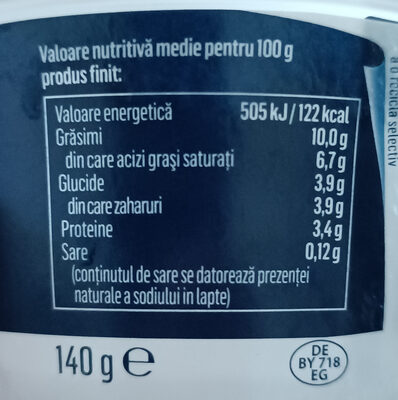 Valoare nutritivă medie pentru 100 g
produs finit:
Valoare energetică 505 kJ / 122 kcal
Grăsimi 10,0 g
din care acizi grași saturați 6,7 g
Glucide 3,9 g
din care zaharuri 3,9 g
Proteine 3,4 g
Sare 0,12 g
(conținutul de sare se datorează prezenței
naturale a sodiului in lapte)
140 g e
DE
BY 718
EG
selectiv